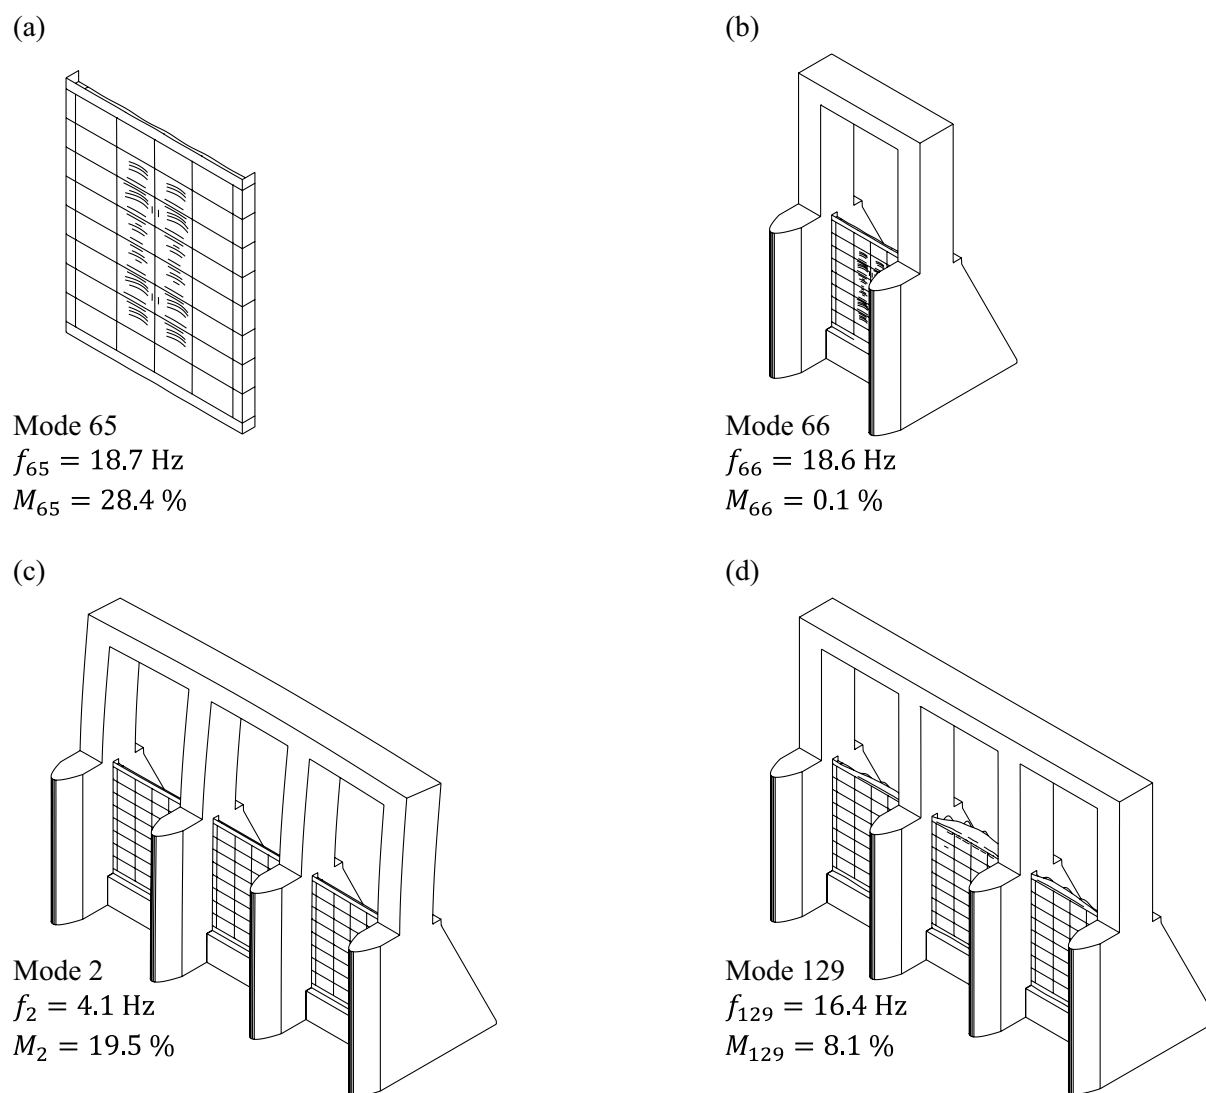 (a)
Mode 65
f₆₅ = 18.7 Hz
M₆₅ = 28.4 %
(b)
Mode 66
f₆₆ = 18.6 Hz
M₆₆ = 0.1 %
(c)
Mode 2
f₂ = 4.1 Hz
M₂ = 19.5 %
(d)
Mode 129
f₁₂₉ = 16.4 Hz
M₁₂₉ = 8.1 %